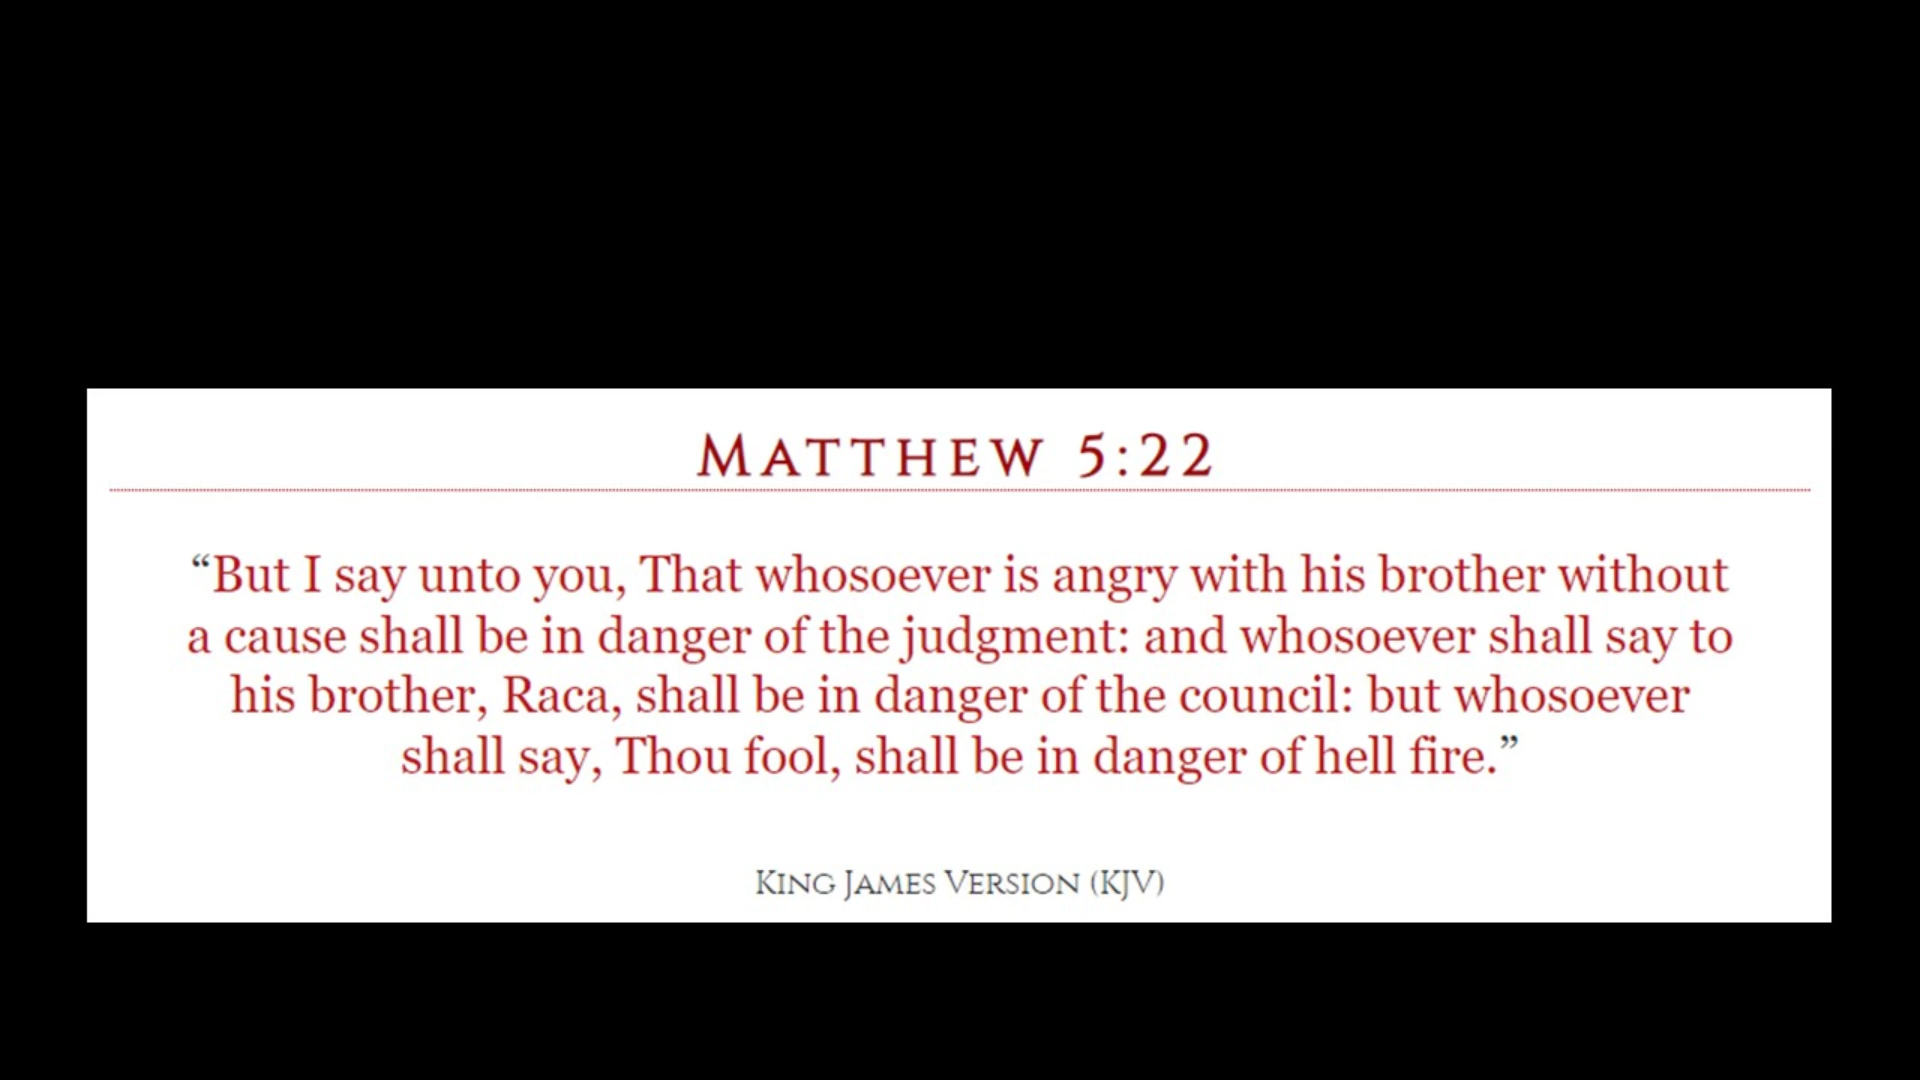 MATTHEW 5:22
“But I say unto you, That whosoever is angry with his brother without
a cause shall be in danger of the judgment: and whosoever shall say to
his brother, Raca, shall be in danger of the council: but whosoever
shall say, Thou fool, shall be in danger of hell fire.”
KING JAMES VERSION (KJV)